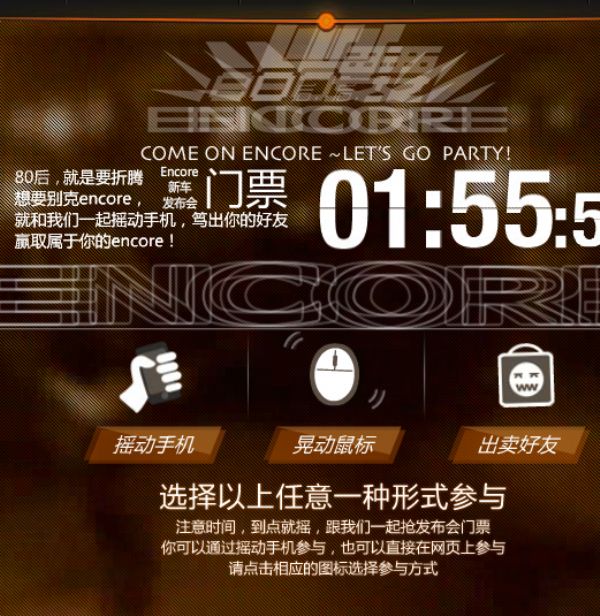 ENCORE
COME ON ENCORE ~LET'S GO PARTY!
80后，就是要折腾
想要别克encore，
就和我们一起摇动手机，笃出你的好友
赢取属于你的encore！
Encore
新车
发布会
门票
01:55:5
ENCORE
摇动手机
晃动鼠标
出卖好友
选择以上任意一种形式参与
注意时间，到点就摇，跟我们一起抢发布会门票
你可以通过摇动手机参与，也可以直接在网页上参与
请点击相应的图标选择参与方式